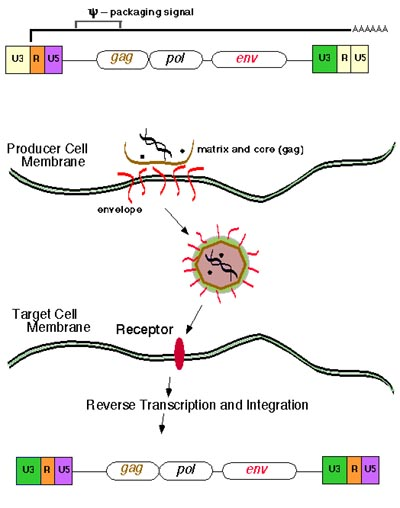 ψ – packaging signal
AAAAAA
U3 R U5 gag pol env U3 R U5
Producer Cell
Membrane
matrix and core (gag)
envelope
Target Cell
Membrane
Receptor
Reverse Transcription and Integration
U3 R U5 gag pol env U3 R U5